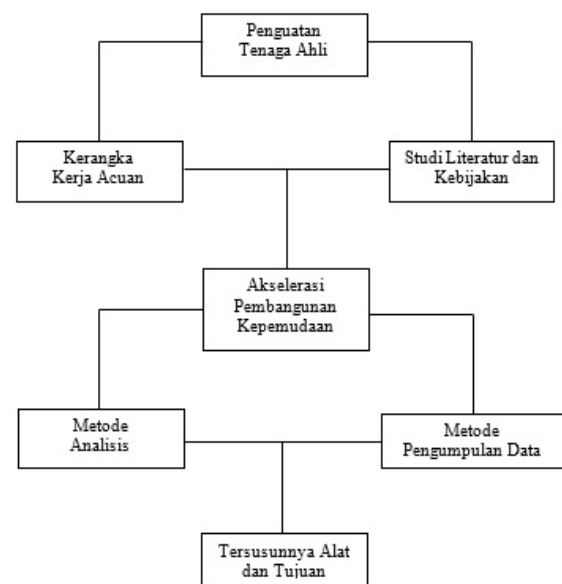 Penguatan
Tenaga Ahli
Kerangka
Kerja Acuan
Studi Literatur dan
Kebijakan
Akselerasi
Pembangunan
Kepemudaan
Metode
Analisis
Metode
Pengumpulan Data
Tersusunnya Alat
dan Tujuan